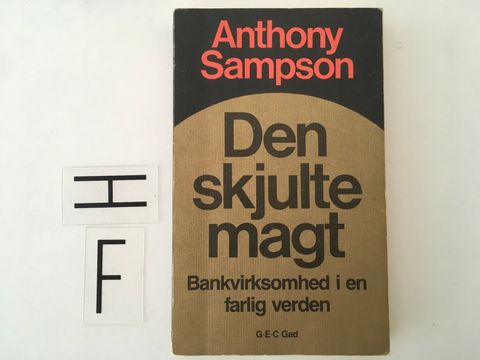 Anthony
Sampson
Den
skjulte
magt
Bankvirksomhed i en
farlig verden
G·E·C Gad
H
F